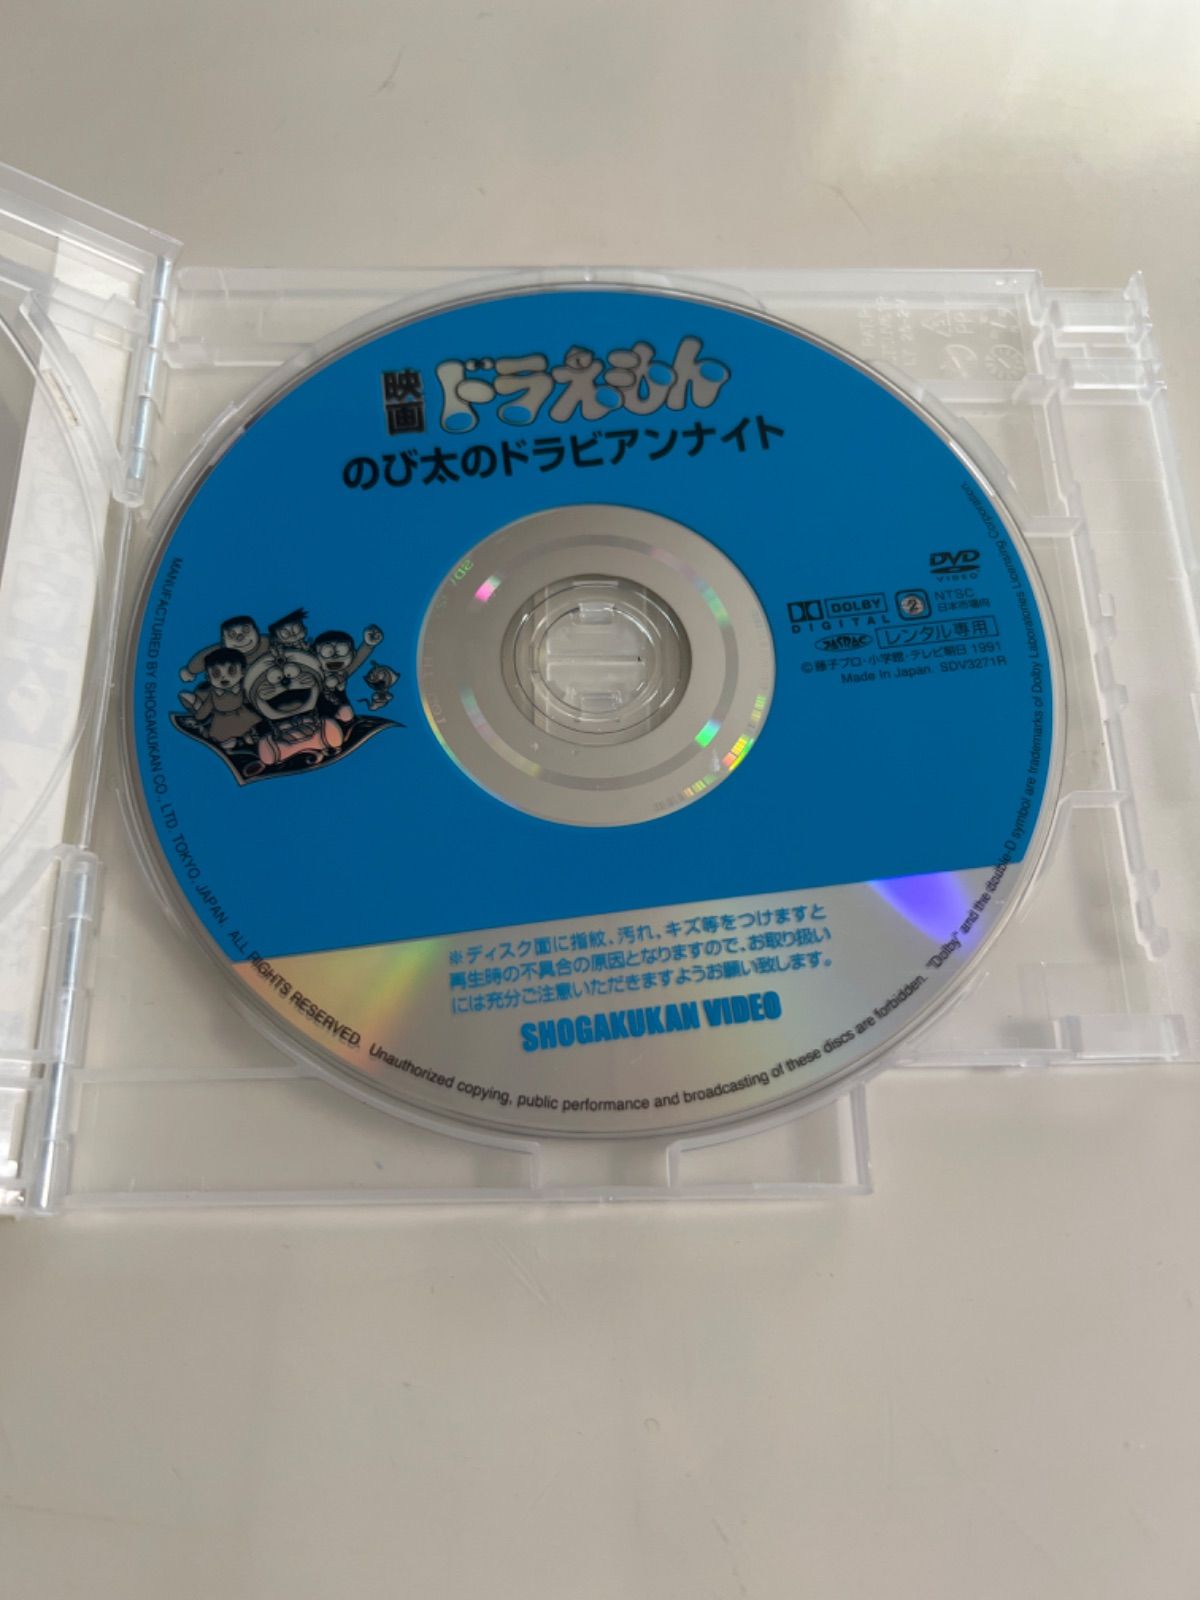 映画 ドラえもん
のび太のドラビアンナイト
DVD
VIDEO
DOLBY
DIGITAL
2
NTSC
日本市場向
レンタル専用
©藤子プロ・小学館・テレビ朝日 1991
Made In Japan. SDV3271R
※ディスク面に指紋、汚れ、キズ等をつけますと
再生時の不具合の原因となりますので、お取り扱い
には充分ご注意いただきますようお願い致します。
SHOGAKUKAN VIDEO
MANUFACTURED BY SHOGAKUKAN CO., LTD. TOKYO, JAPAN. ALL RIGHTS RESERVED. Unauthorized copying, public performance and broadcasting of these discs are forbidden. "Dolby" and the double-D symbol are trademarks of Dolby Laboratories Licensing Corporation.